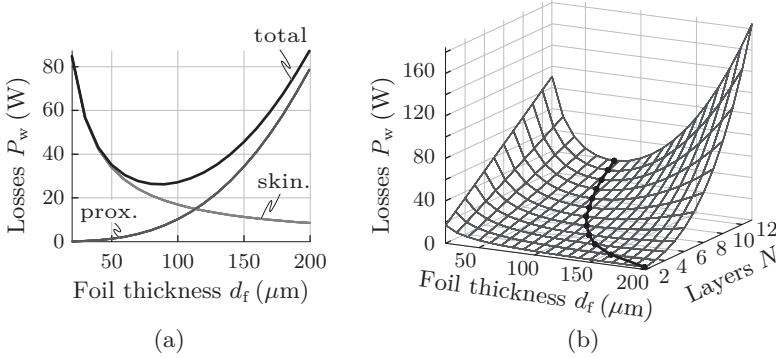 total
80
60
40
20
0
Losses P_w (W)
prox.
skin.
50
100
150
200
Foil thickness d_f (μm)
(a)
160
120
80
40
0
Losses P_w (W)
50
100
150
200
Foil thickness d_f (μm)
2
4
6
8
10
12
Layers N
(b)